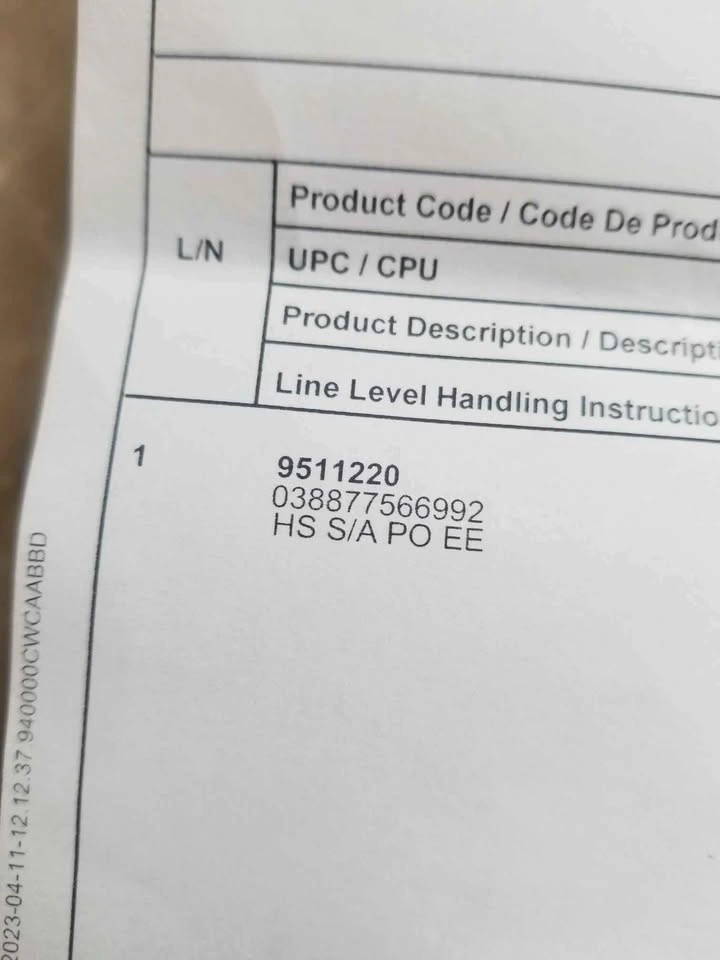 Product Code / Code De Prod
L/N
UPC / CPU
Product Description / Descripti
Line Level Handling Instructio
1
9511220
038877566992
HS S/A PO EE
2023-04-11-12.12.37.940000CWCAABBD